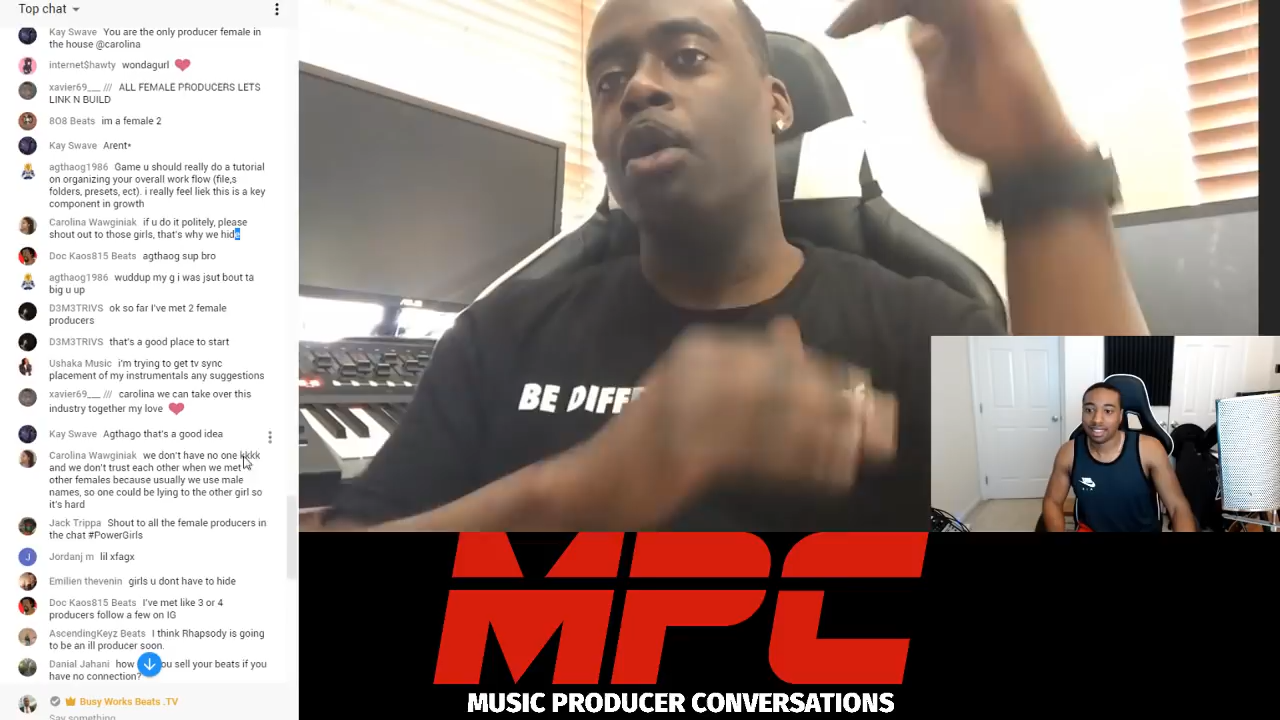 Top chat
Kay Swave You are the only producer female in
the house @carolina
internet$hawty wondagurl
xavier69___ /// ALL FEMALE PRODUCERS LETS
LINK N BUILD
808 Beats im a female 2
Kay Swave Arent*
agthaog1986 Game u should really do a tutorial
on organizing your overall work flow (file,s
folders, presets, ect). i really feel liek this is a key
component in growth
Carolina Wawginiak if u do it politely, please
shout out to those girls, that's why we hide
Doc Kaos815 Beats agthaog sup bro
agthaog1986 wuddup my g i was jsut bout ta
big u up
D3M3TRIVS ok so far I've met 2 female
producers
D3M3TRIVS that's a good place to start
Ushaka Music i'm trying to get tv sync
placement of my instrumentals any suggestions
xavier69___ /// carolina we can take over this
industry together my love
Kay Swave Agthago that's a good idea
Carolina Wawginiak we don't have no one kkkk
and we don't trust each other when we met
other females because usually we use male
names, so one could be lying to the other girl so
it's hard
Jack Trippa Shout to all the female producers in
the chat #PowerGirls
J
Jordanj m lil xfagx
Emilien thevenin girls u dont have to hide
Doc Kaos815 Beats I've met like 3 or 4
producers follow a few on IG
AscendingKeyz Beats I think Rhapsody is going
to be an ill producer soon.
Danial Jahani how ou sell your beats if you
have no connection?
Busy Works Beats .TV
Say something
BE DIFF
MPC
MUSIC PRODUCER CONVERSATIONS